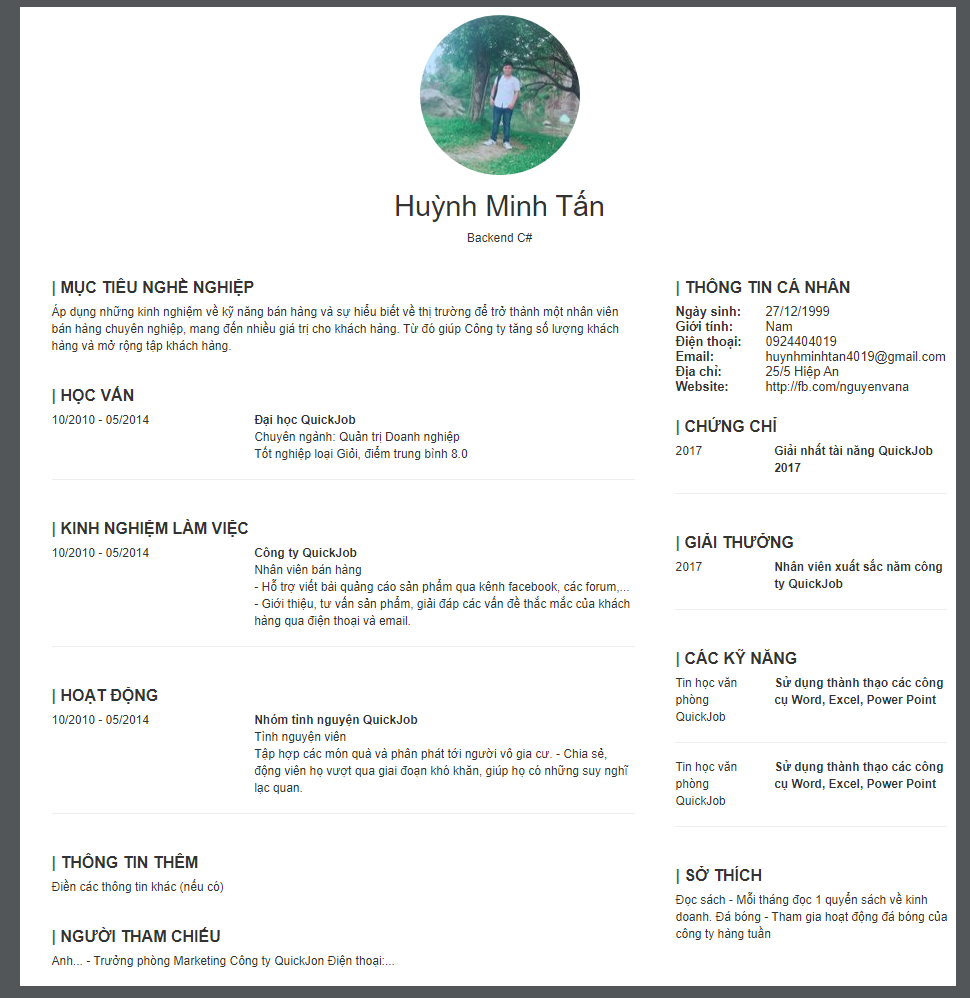 Huỳnh Minh Tấn
Backend C#
| MỤC TIÊU NGHỀ NGHIỆP
Áp dụng những kinh nghiệm về kỹ năng bán hàng và sự hiểu biết về thị trường để trở thành một nhân viên
bán hàng chuyên nghiệp, mang đến nhiều giá trị cho khách hàng. Từ đó giúp Công ty tăng số lượng khách
hàng và mở rộng tập khách hàng.
| HỌC VẤN
10/2010 - 05/2014
Đại học QuickJob
Chuyên ngành: Quản trị Doanh nghiệp
Tốt nghiệp loại Giỏi, điểm trung bình 8.0
| KINH NGHIỆM LÀM VIỆC
10/2010 - 05/2014
Công ty QuickJob
Nhân viên bán hàng
- Hỗ trợ viết bài quảng cáo sản phẩm qua kênh facebook, các forum,...
- Giới thiệu, tư vấn sản phẩm, giải đáp các vấn đề thắc mắc của khách
hàng qua điện thoại và email.
| HOẠT ĐỘNG
10/2010 - 05/2014
Nhóm tình nguyện QuickJob
Tình nguyện viên
Tập hợp các món quà và phân phát tới người vô gia cư. - Chia sẻ,
động viên họ vượt qua giai đoạn khó khăn, giúp họ có những suy nghĩ
lạc quan.
| THÔNG TIN THÊM
Điền các thông tin khác (nếu có)
| NGƯỜI THAM CHIẾU
Anh... - Trưởng phòng Marketing Công ty QuickJon Điện thoại:...
| THÔNG TIN CÁ NHÂN
Ngày sinh: 27/12/1999
Giới tính: Nam
Điện thoại: 0924404019
Email: huynhminhtan4019@gmail.com
Địa chỉ: 25/5 Hiệp An
Website: http://fb.com/nguyenvana
| CHỨNG CHỈ
2017
Giải nhất tài năng QuickJob
2017
| GIẢI THƯỞNG
2017
Nhân viên xuất sắc năm công
ty QuickJob
| CÁC KỸ NĂNG
Tin học văn
phòng
QuickJob
Sử dụng thành thạo các công
cụ Word, Excel, Power Point
Tin học văn
phòng
QuickJob
Sử dụng thành thạo các công
cụ Word, Excel, Power Point
| SỞ THÍCH
Đọc sách - Mỗi tháng đọc 1 quyển sách về kinh
doanh. Đá bóng - Tham gia hoạt động đá bóng của
công ty hàng tuần